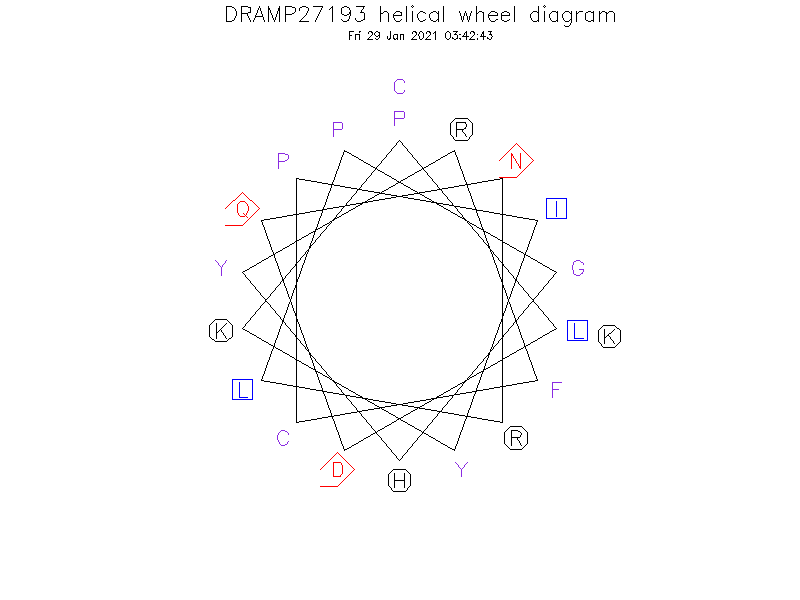 DRAMP27193 helical wheel diagram
Fri 29 Jan 2021 03:42:43
C
P
P R
P N
Q I
Y G
K L K
L F
C R
D Y
H